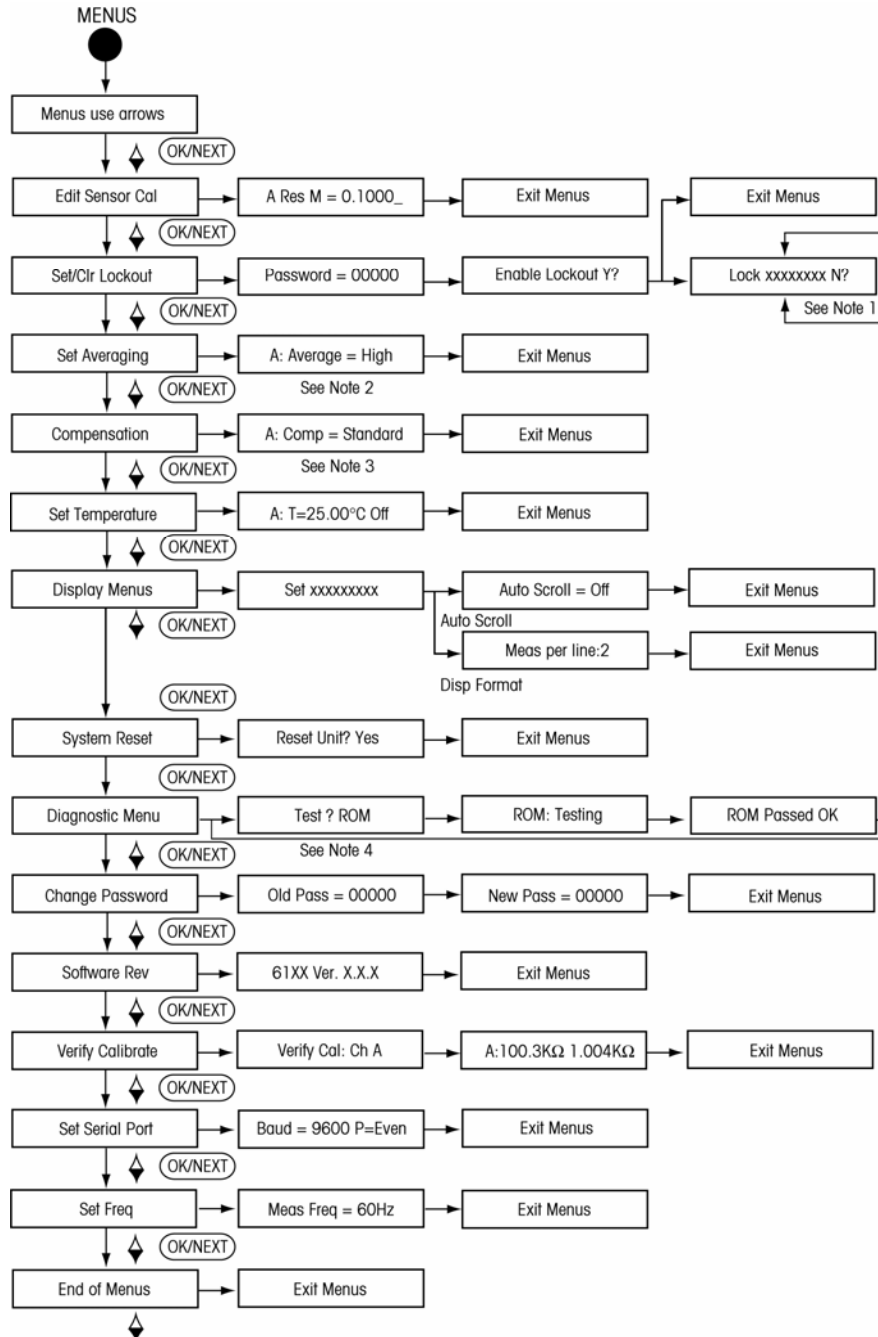 MENUS
Menus use arrows
OK/NEXT
Edit Sensor Cal
A Res M = 0.1000_
Exit Menus
Exit Menus
OK/NEXT
Set/Clr Lockout
Password = 00000
Enable Lockout Y?
Lock xxxxxxxx N?
OK/NEXT
See Note 1
Set Averaging
A: Average = High
Exit Menus
OK/NEXT
See Note 2
Compensation
A: Comp = Standard
Exit Menus
OK/NEXT
See Note 3
Set Temperature
A: T=25.00°C Off
Exit Menus
OK/NEXT
Display Menus
Set xxxxxxxxx
Auto Scroll = Off
Exit Menus
OK/NEXT
Auto Scroll
Meas per line:2
Exit Menus
Disp Format
OK/NEXT
System Reset
Reset Unit? Yes
Exit Menus
OK/NEXT
Diagnostic Menu
Test ? ROM
ROM: Testing
ROM Passed OK
OK/NEXT
See Note 4
Change Password
Old Pass = 00000
New Pass = 00000
Exit Menus
OK/NEXT
Software Rev
61XX Ver. X.X.X
Exit Menus
OK/NEXT
Verify Calibrate
Verify Cal: Ch A
A:100.3KΩ 1.004KΩ
Exit Menus
OK/NEXT
Set Serial Port
Baud = 9600 P=Even
Exit Menus
OK/NEXT
Set Freq
Meas Freq = 60Hz
Exit Menus
OK/NEXT
End of Menus
Exit Menus